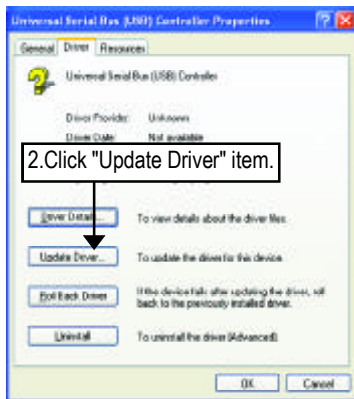 Universal Serial Bus (USB) Controller Properties
General Driver Resources
Universal Serial Bus (USB) Controller
Driver Provider: Unknown
Driver Date: Not available
2.Click "Update Driver" item.
Driver Details... To view details about the driver files.
Update Driver... To update the driver for this device.
Roll Back Driver If the device fails after updating the driver, roll
back to the previously installed driver.
Uninstall To uninstall the driver (Advanced).
OK Cancel